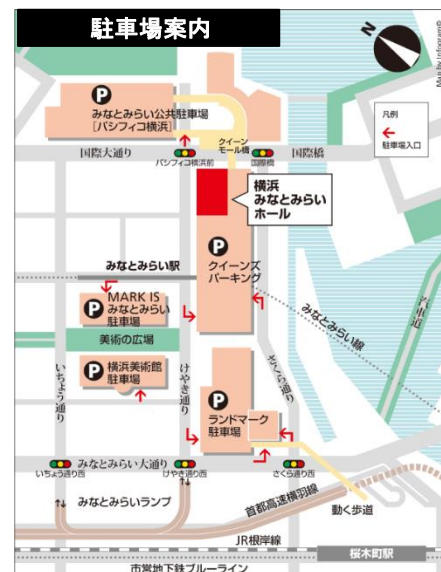 駐車場案内
N
Map by Infogram©
P
みなとみらい公共駐車場
[パシフィコ横浜]
クイーン
モール橋
凡例
駐車場入口
国際大通り
パシフィコ横浜前
国際橋
国際橋
横浜
みなとみらい
ホール
P
クイーンズ
パーキング
みなとみらい駅
P
MARK IS
みなとみらい
駐車場
美術の広場
みなとみらい線
汽車道
P
横浜美術館
駐車場
いちょう通り
けやき通り
さくら通り
P
ランドマーク
駐車場
みなとみらい大通り
いちょう通り西
けやき通り西
さくら通り西
みなとみらいランプ
首都高速横羽線
動く歩道
JR根岸線
桜木町駅
市営地下鉄ブルーライン